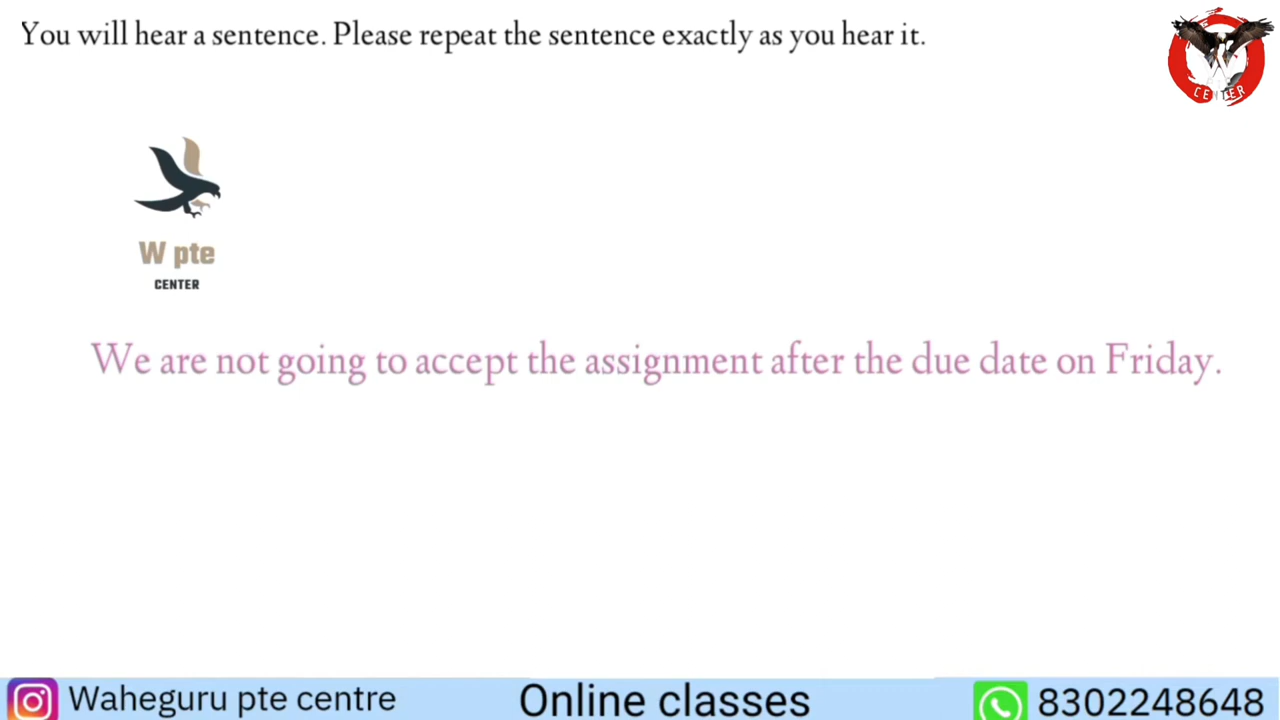 You will hear a sentence. Please repeat the sentence exactly as you hear it.
CENTER
W pte
CENTER
We are not going to accept the assignment after the due date on Friday.
Waheguru pte centre
Online classes
8302248648